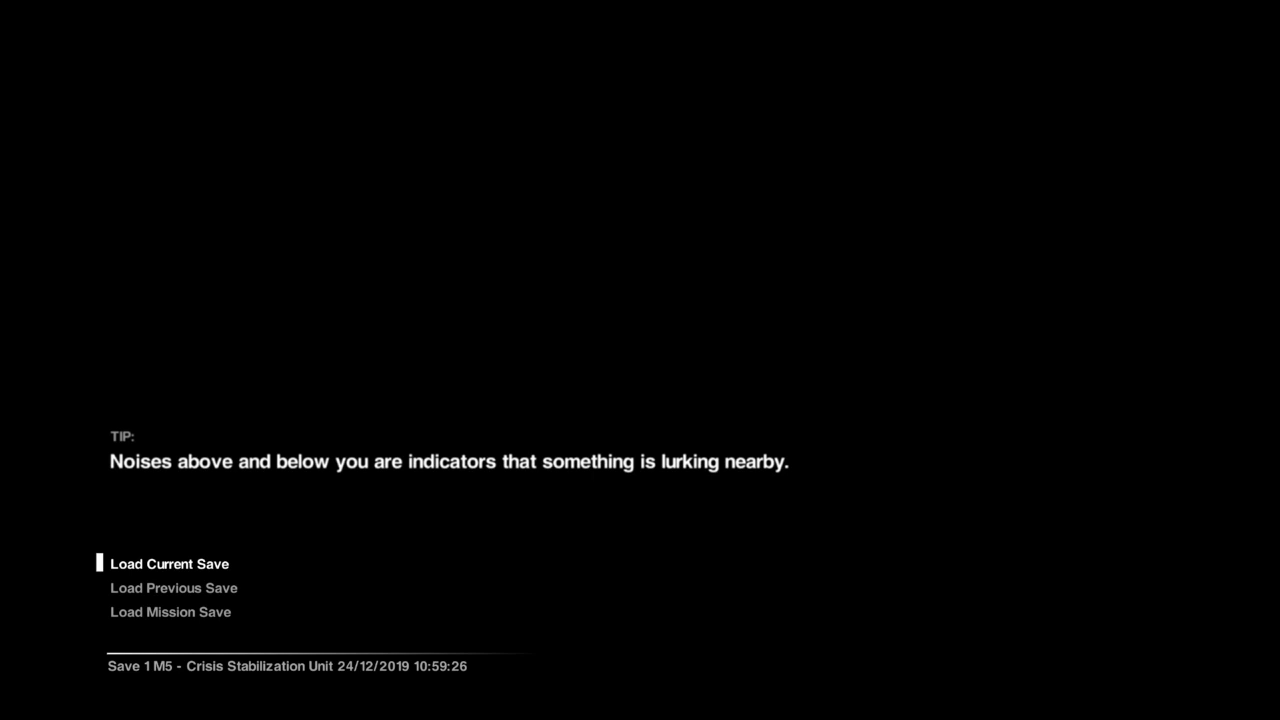 TIP:
Noises above and below you are indicators that something is lurking nearby.
Load Current Save
Load Previous Save
Load Mission Save
Save 1 M5 - Crisis Stabilization Unit 24/12/2019 10:59:26